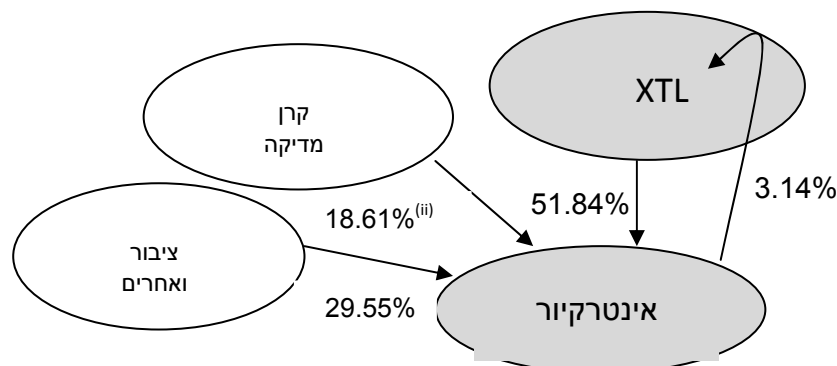 XTL
קרן
מדיקה
3.14%
51.84%
18.61%(ii)
ציבור
ואחרים
29.55%
אינטרקיור